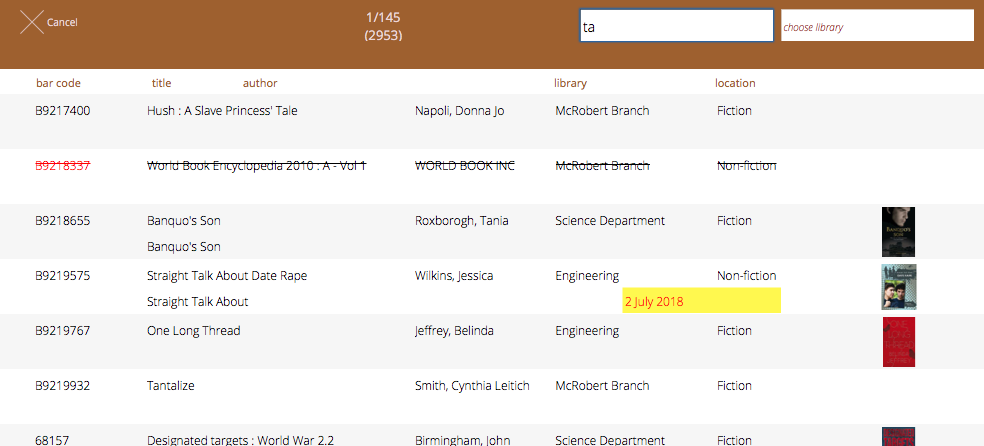 Cancel
1/145
(2953)
ta
choose library
bar code title author library location
B9217400 Hush : A Slave Princess' Tale Napoli, Donna Jo McRobert Branch Fiction
B9218337 World Book Encyclopedia 2010 : A - Vol 1 WORLD BOOK INC McRobert Branch Non-fiction
B9218655 Banquo's Son Roxborogh, Tania Science Department Fiction
Banquo's Son
B9219575 Straight Talk About Date Rape Wilkins, Jessica Engineering Non-fiction
Straight Talk About 2 July 2018
B9219767 One Long Thread Jeffrey, Belinda Engineering Fiction
B9219932 Tantalize Smith, Cynthia Leitich McRobert Branch Fiction
68157 Designated targets : World War 2.2 Birmingham, John Science Department Fiction